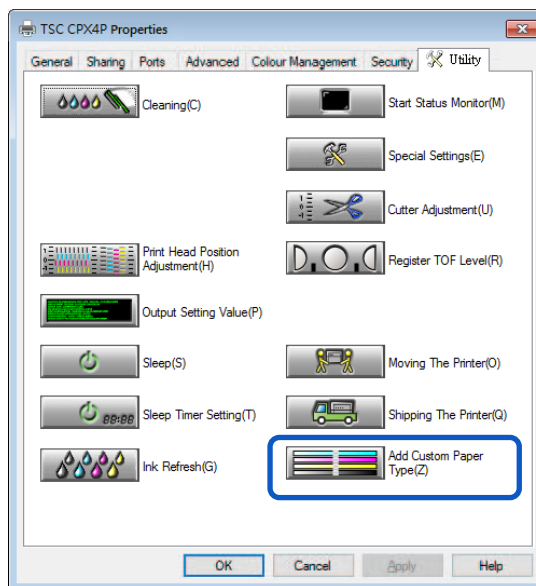 TSC CPX4P Properties
General Sharing Ports Advanced Colour Management Security Utility
Cleaning(C)
Start Status Monitor(M)
Special Settings(E)
Cutter Adjustment(U)
Print Head Position
Adjustment(H)
Register TOF Level(R)
Output Setting Value(P)
Sleep(S)
Moving The Printer(O)
88:88
Sleep Timer Setting(T)
Shipping The Printer(Q)
Ink Refresh(G)
Add Custom Paper
Type(Z)
OK Cancel Apply Help